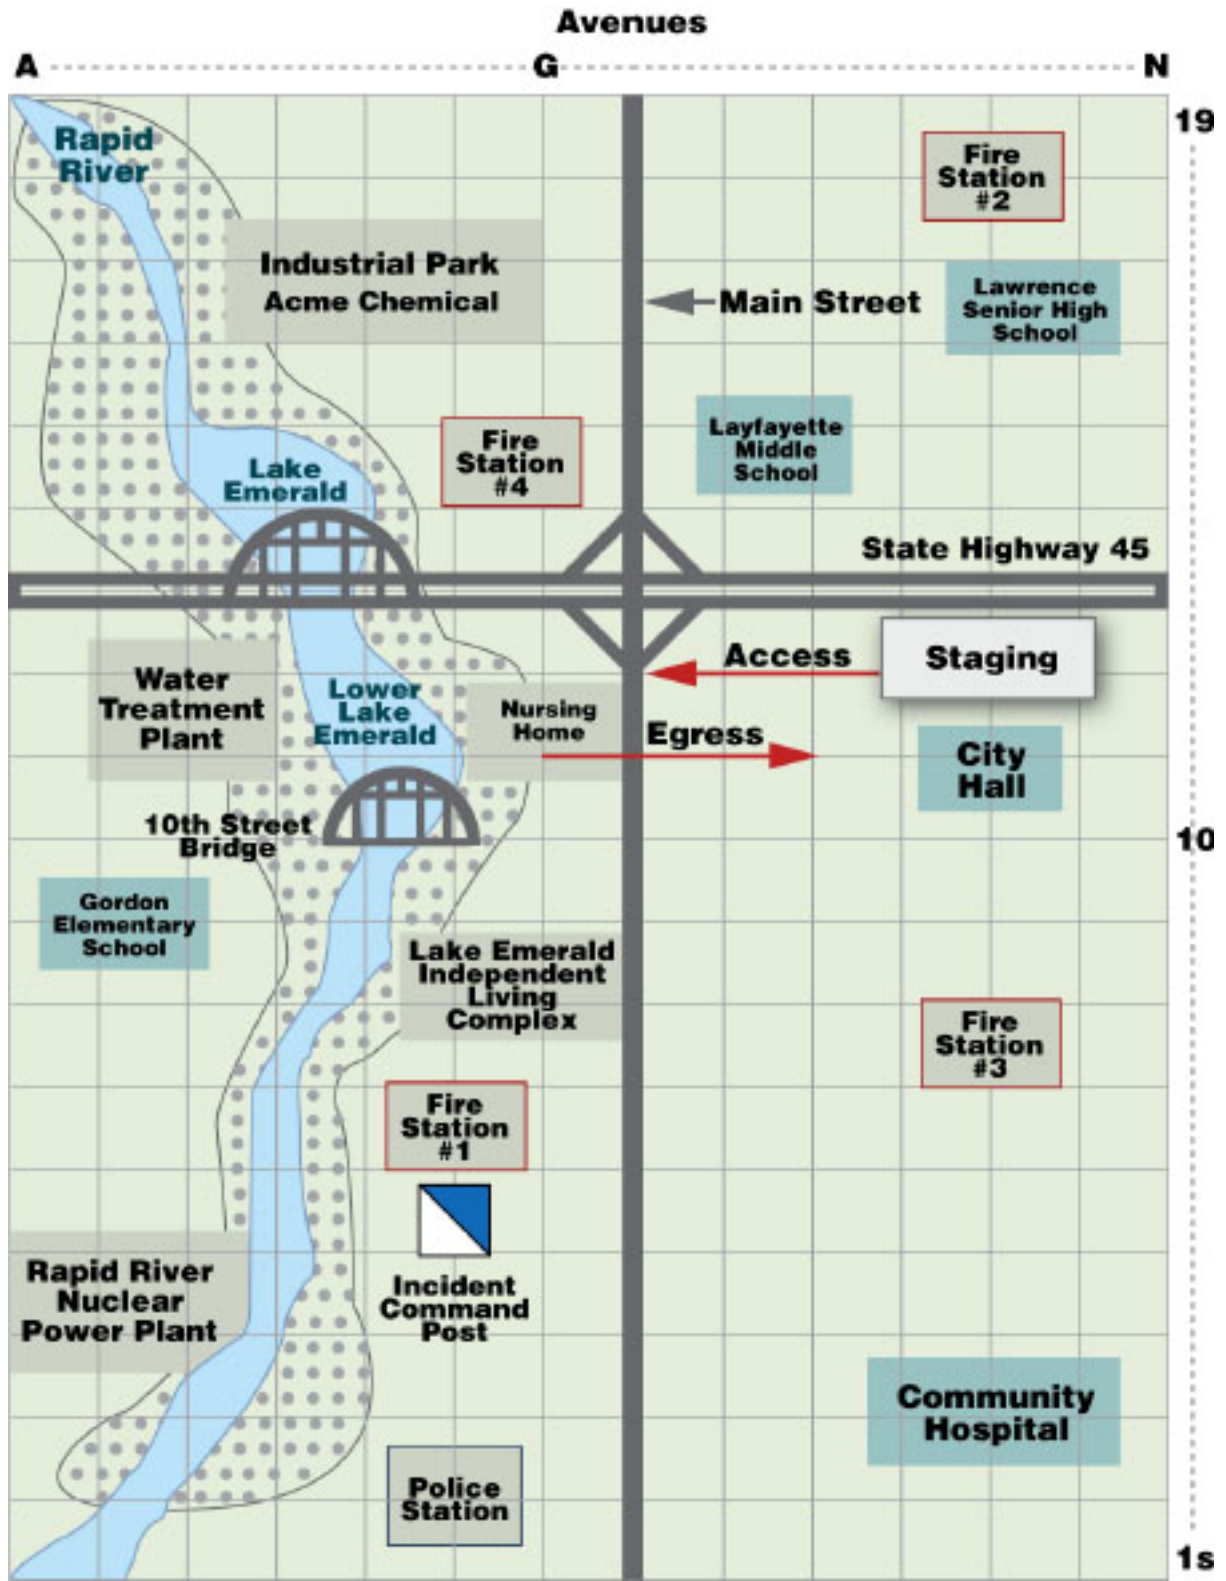 Avenues
A
G
N
19
Rapid
River
Fire
Station
#2
Industrial Park
Acme Chemical
Main Street
Lawrence
Senior High
School
Fire
Station
#4
Layfayette
Middle
School
Lake
Emerald
State Highway 45
Water
Treatment
Plant
Lower
Lake
Emerald
Nursing
Home
Access
Staging
Egress
City
Hall
10th Street
Bridge
10
Gordon
Elementary
School
Lake Emerald
Independent
Living
Complex
Fire
Station
#3
Fire
Station
#1
Incident
Command
Post
Rapid River
Nuclear
Power Plant
Community
Hospital
Police
Station
1s